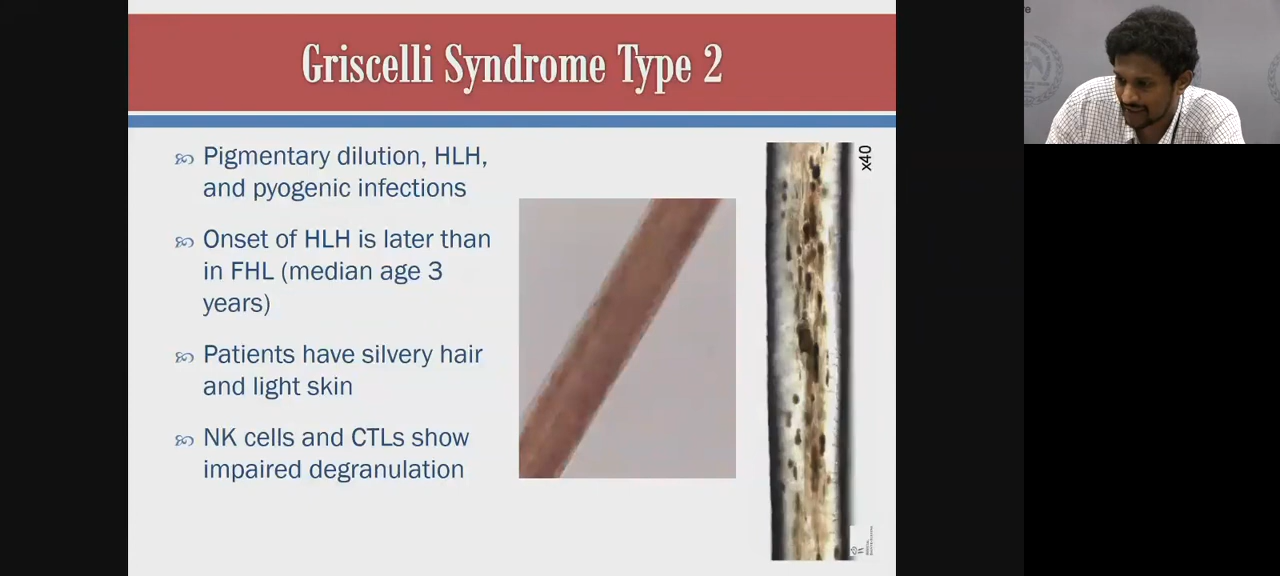 Griscelli Syndrome Type 2
Pigmentary dilution, HLH,
and pyogenic infections
Onset of HLH is later than
in FHL (median age 3
years)
Patients have silvery hair
and light skin
NK cells and CTLs show
impaired degranulation
x40
re